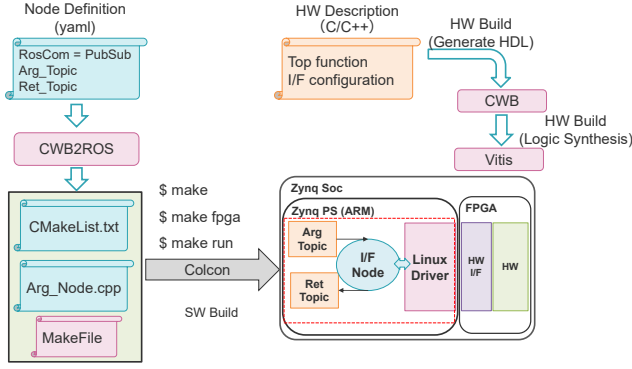 Node Definition
(yaml)
RosCom = PubSub
Arg_Topic
Ret_Topic
CWB2ROS
CMakeList.txt
Arg_Node.cpp
MakeFile
$ make
$ make fpga
$ make run
Colcon
SW Build
HW Description
(C/C++)
Top function
I/F configuration
HW Build
(Generate HDL)
CWB
HW Build
(Logic Synthesis)
Vitis
Zynq Soc
Zynq PS (ARM)
Arg
Topic
Ret
Topic
I/F
Node
Linux
Driver
FPGA
HW
I/F
HW